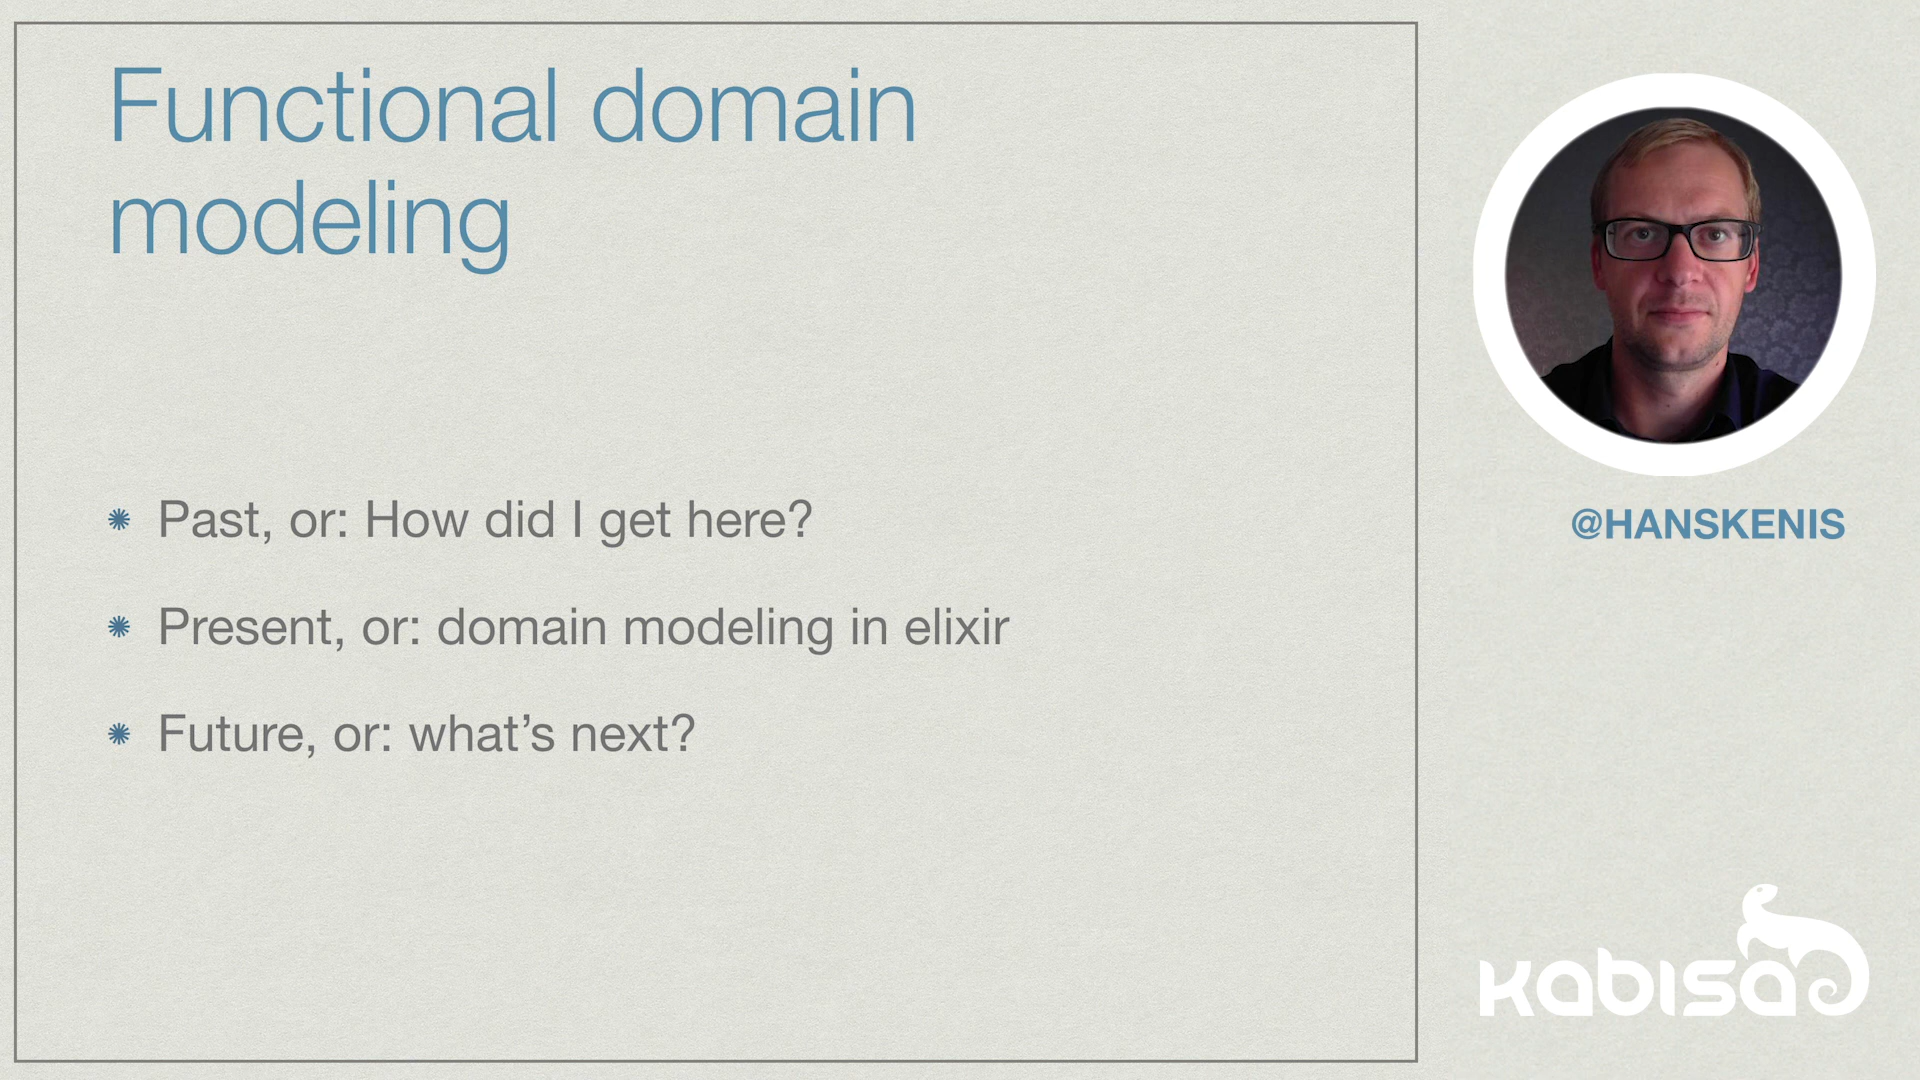 Functional domain
modeling
Past, or: How did I get here?
Present, or: domain modeling in elixir
Future, or: what’s next?
@HANSKENIS
kabisa